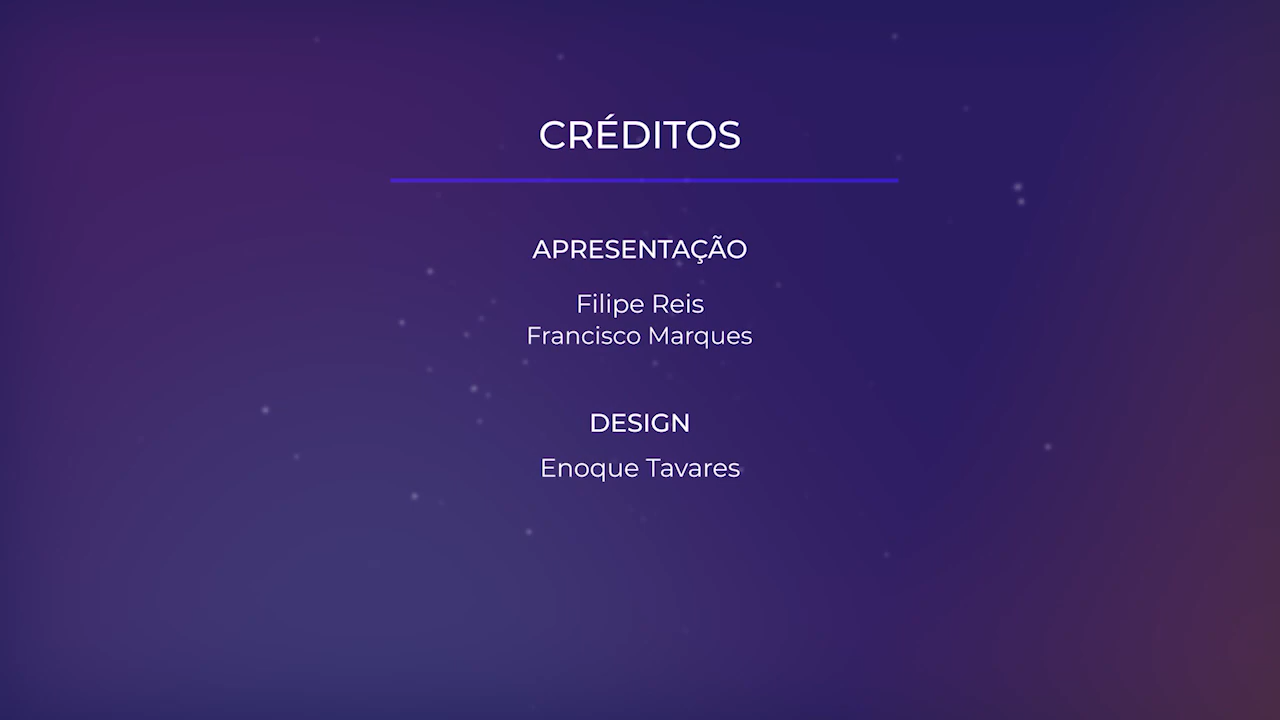 CRÉDITOS
APRESENTAÇÃO
Filipe Reis
Francisco Marques
DESIGN
Enoque Tavares